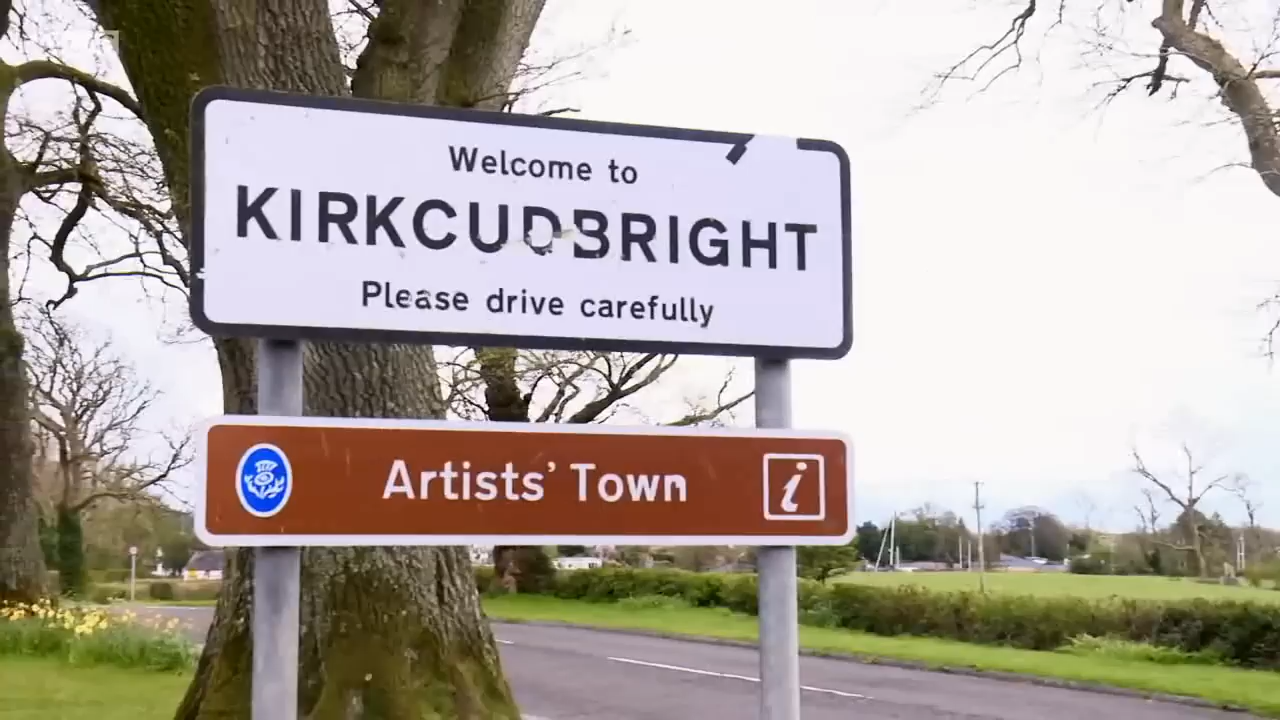 Welcome to
KIRKCUDBRIGHT
Please drive carefully
Artists' Town
i